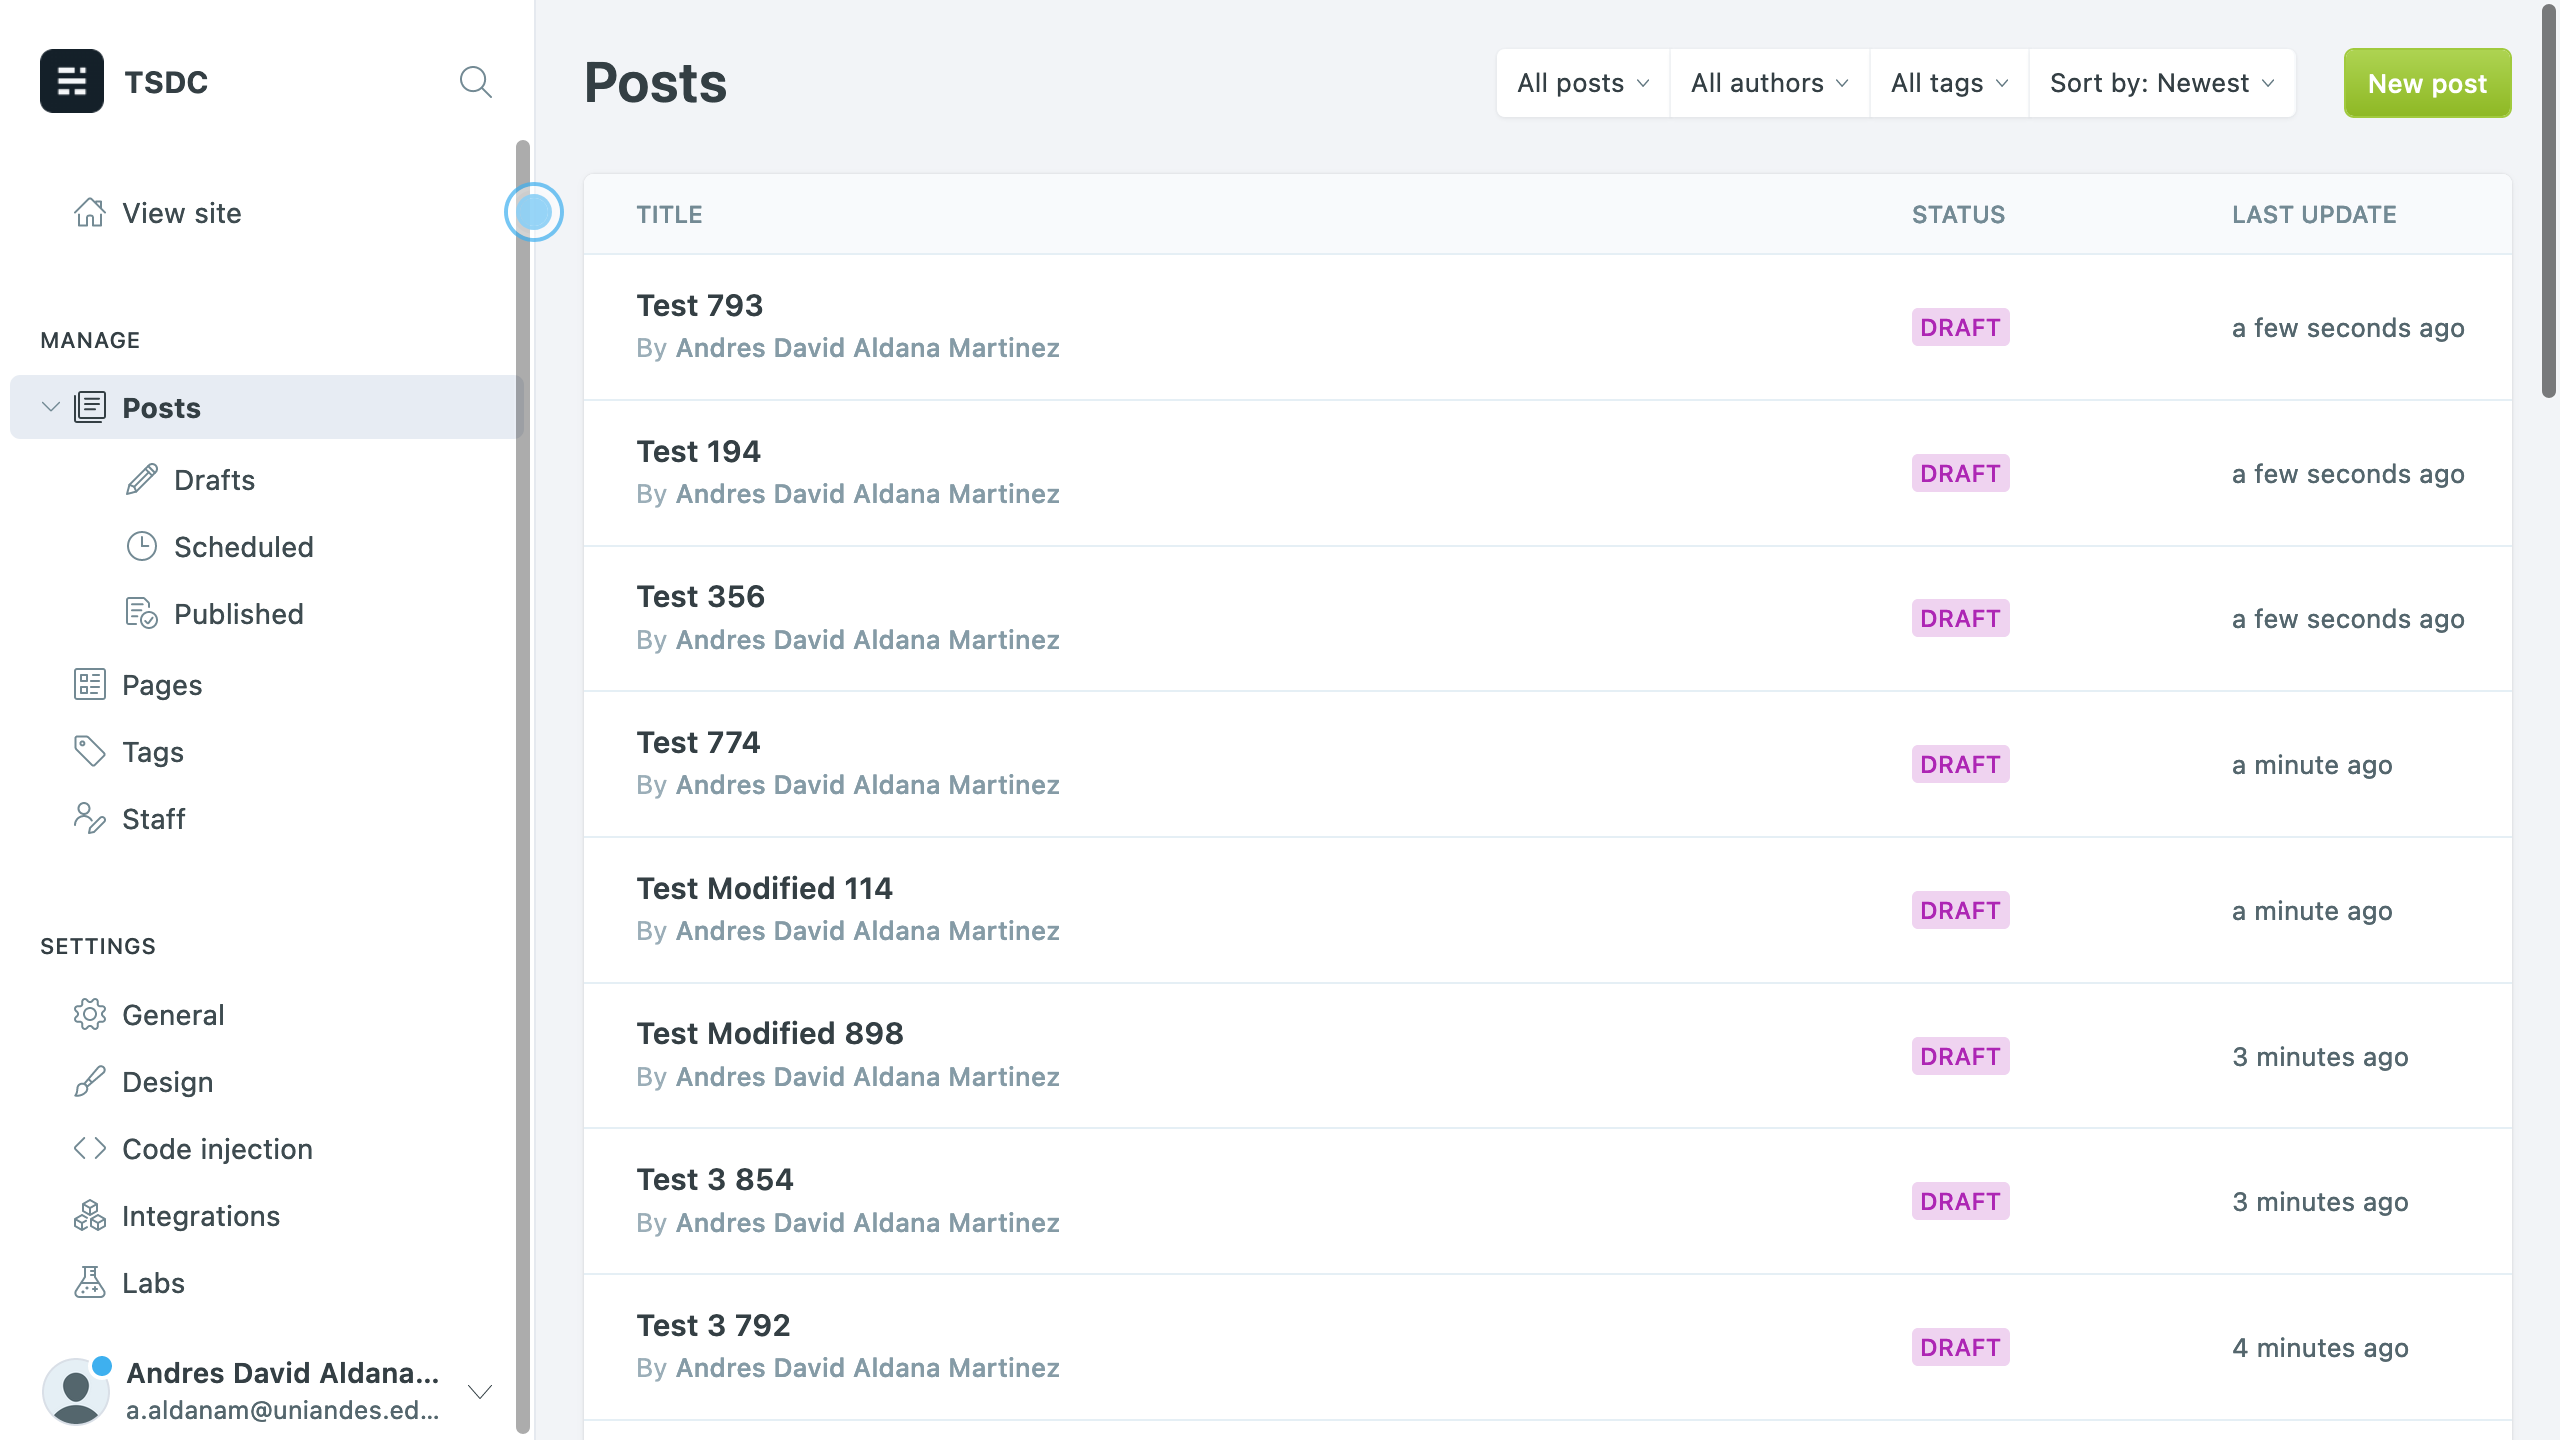 TSDC
View site
MANAGE
Posts
Drafts
Scheduled
Published
Pages
Tags
Staff
SETTINGS
General
Design
Code injection
Integrations
Labs
Andres David Aldana...
a.aldanam@uniandes.ed...
Posts
All posts
All authors
All tags
Sort by: Newest
New post
TITLE STATUS LAST UPDATE
Test 793
By Andres David Aldana Martinez
DRAFT
a few seconds ago
Test 194
By Andres David Aldana Martinez
DRAFT
a few seconds ago
Test 356
By Andres David Aldana Martinez
DRAFT
a few seconds ago
Test 774
By Andres David Aldana Martinez
DRAFT
a minute ago
Test Modified 114
By Andres David Aldana Martinez
DRAFT
a minute ago
Test Modified 898
By Andres David Aldana Martinez
DRAFT
3 minutes ago
Test 3 854
By Andres David Aldana Martinez
DRAFT
3 minutes ago
Test 3 792
By Andres David Aldana Martinez
DRAFT
4 minutes ago